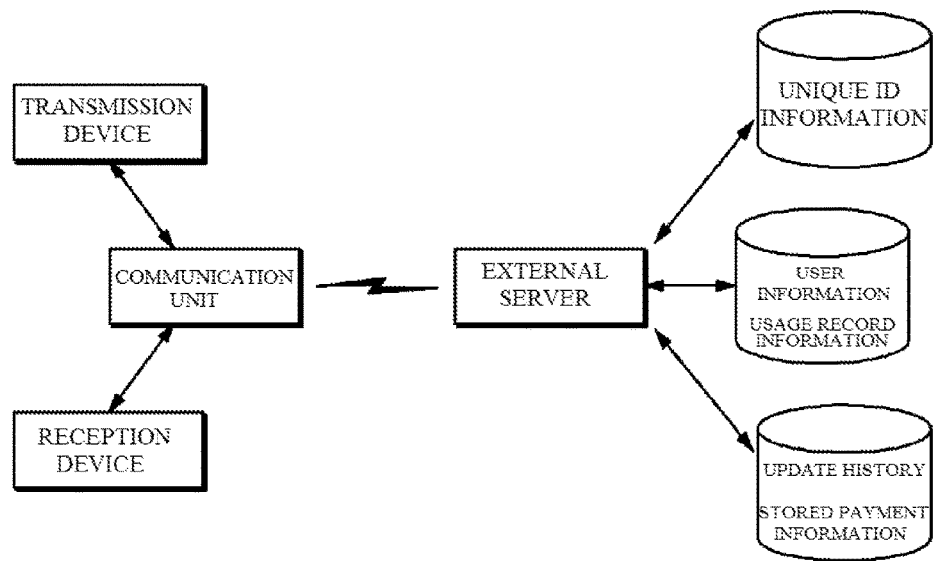 TRANSMISSION
DEVICE
COMMUNICATION
UNIT
RECEPTION
DEVICE
EXTERNAL
SERVER
UNIQUE ID
INFORMATION
USER
INFORMATION
USAGE RECORD
INFORMATION
UPDATE HISTORY
STORED PAYMENT
INFORMATION